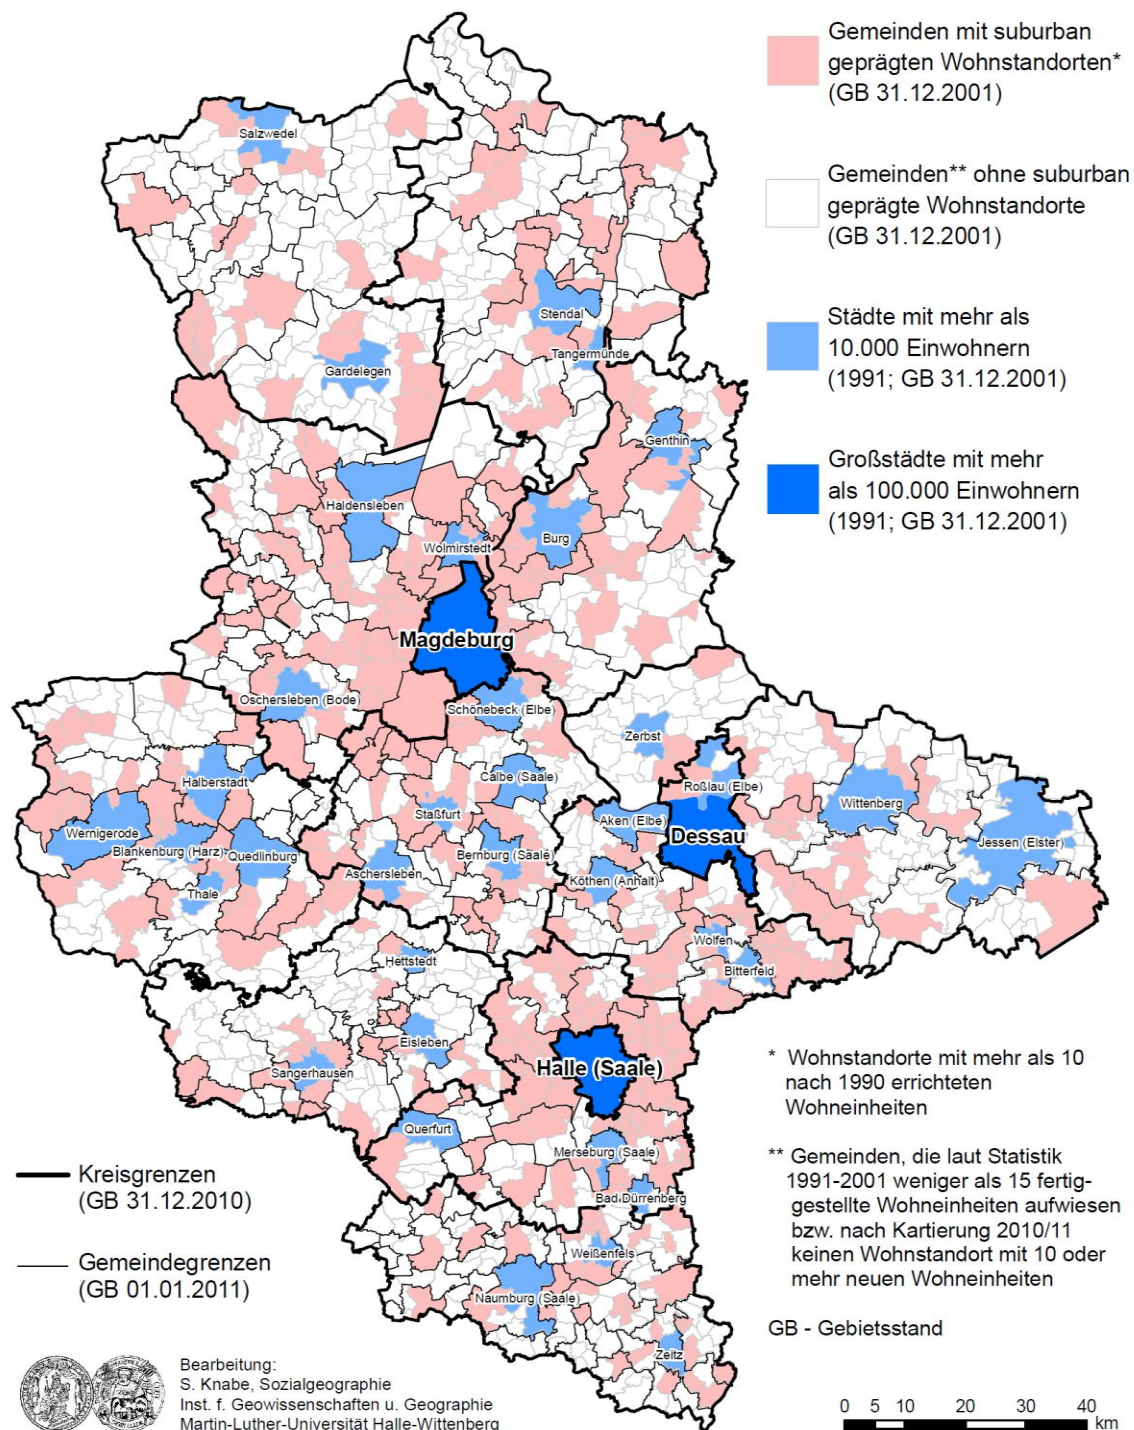 Gemeinden mit suburban
geprägten Wohnstandorten*
(GB 31.12.2001)
Gemeinden** ohne suburban
geprägte Wohnstandorte
(GB 31.12.2001)
Städte mit mehr als
10.000 Einwohnern
(1991; GB 31.12.2001)
Großstädte mit mehr
als 100.000 Einwohnern
(1991; GB 31.12.2001)
Salzwedel
Stendal
Tangermünde
Gardelegen
Genthin
Haldensleben
Burg
Wolmirstedt
Magdeburg
Oschersleben (Bode)
Schönebeck (Elbe)
Zerbst
Halberstadt
Calbe (Saale)
Roßlau (Elbe)
Wittenberg
Staßfurt
Aken (Elbe)
Wernigerode
Dessau
Jessen (Elster)
Blankenburg (Harz)
Quedlinburg
Bernburg (Saale)
Aschersleben
Köthen (Anhalt)
Thale
Wolfen
Hettstedt
Bitterfeld
Eisleben
Halle (Saale)
Sangerhausen
Querfurt
Merseburg (Saale)
Bad Dürrenberg
Weißenfels
Naumburg (Saale)
Zeitz
* Wohnstandorte mit mehr als 10
nach 1990 errichteten
Wohneinheiten
** Gemeinden, die laut Statistik
1991-2001 weniger als 15 fertig-
gestellte Wohneinheiten aufwiesen
bzw. nach Kartierung 2010/11
keinen Wohnstandort mit 10 oder
mehr neuen Wohneinheiten
GB - Gebietsstand
Kreisgrenzen
(GB 31.12.2010)
Gemeindegrenzen
(GB 01.01.2011)
Bearbeitung:
S. Knabe, Sozialgeographie
Inst. f. Geowissenschaften u. Geographie
Martin-Luther-Universität Halle-Wittenberg
0 5 10 20 30 40
km